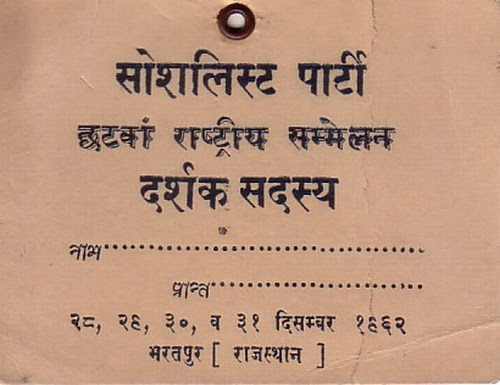 सोशलिस्ट पार्टी
छटवां राष्ट्रीय सम्मेलन
दर्शक सदस्य
नाम..............................................
प्रान्त..............................
२८, २९, ३०, व ३१ दिसम्बर १९६२
भरतपुर [ राजस्थान ]